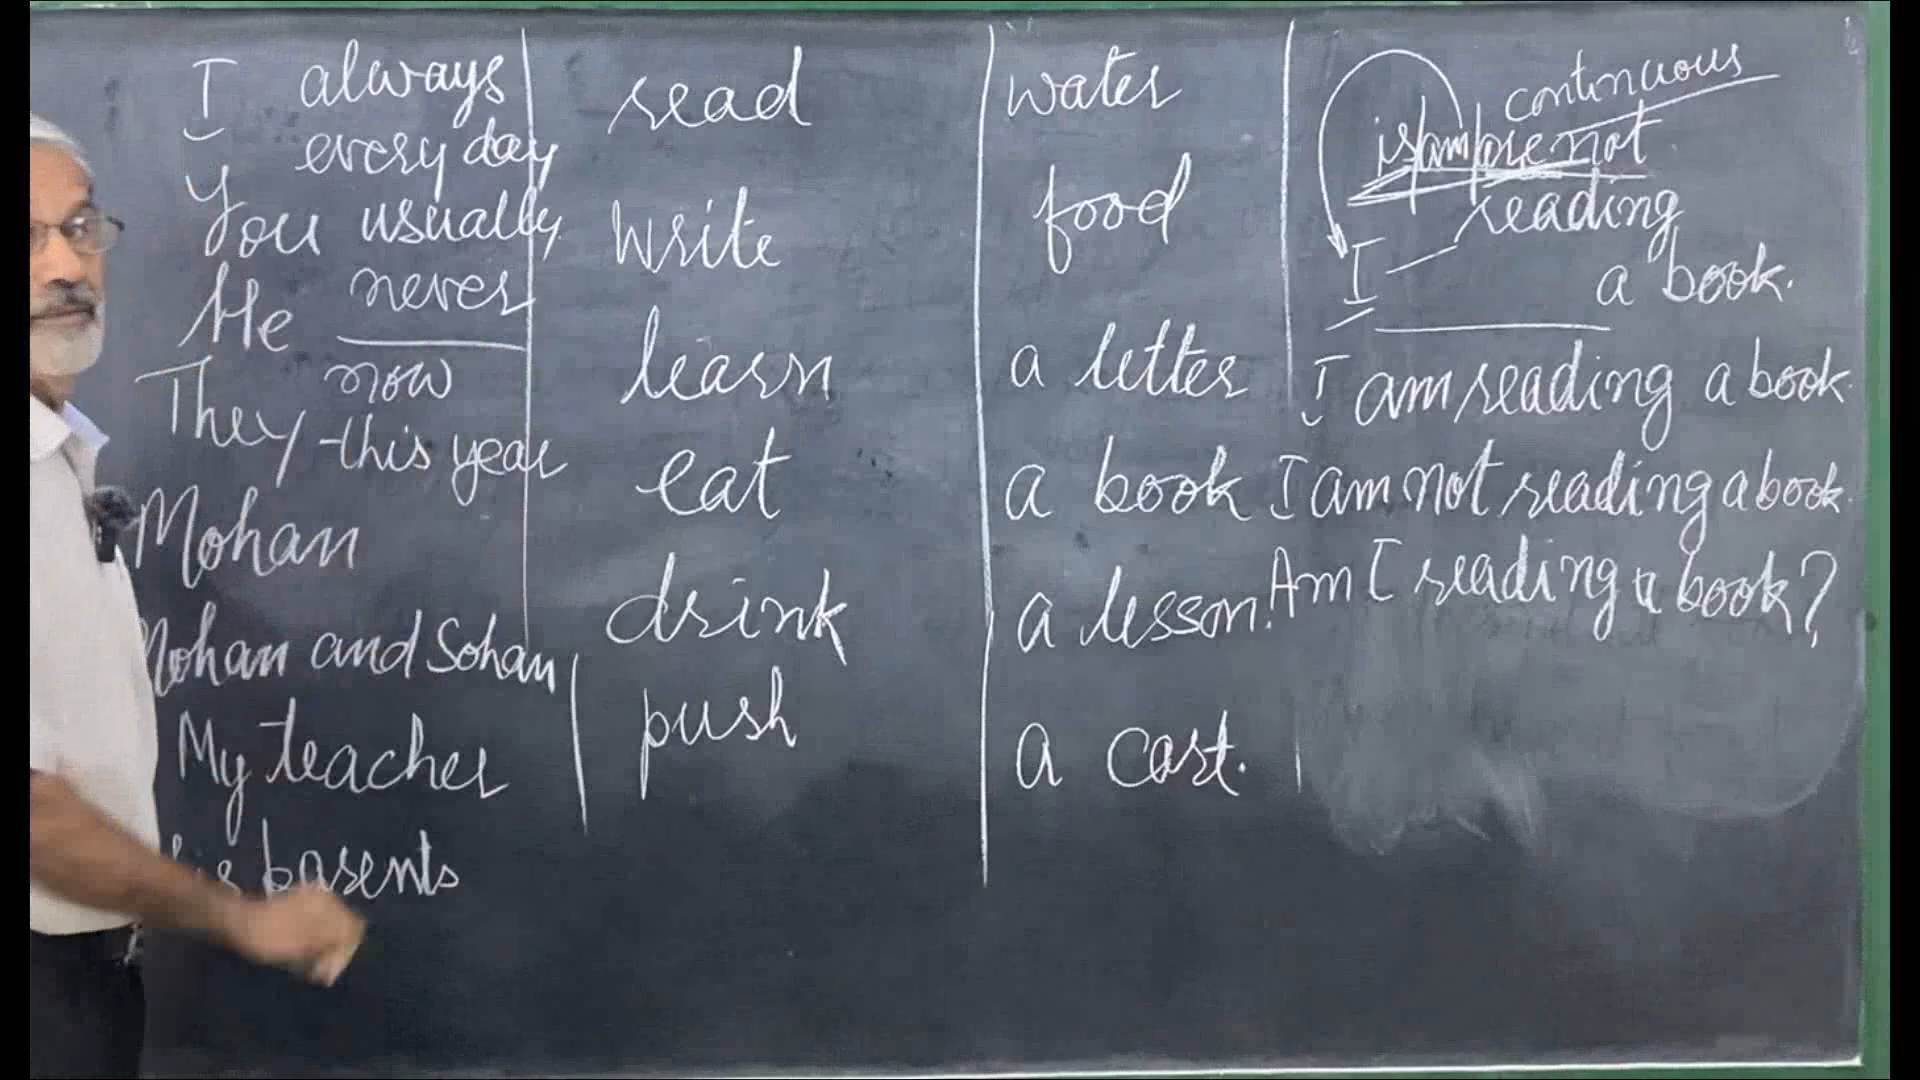 I always
every day
You usually
He never
now
They this year
Mohan
Mohan and Sohan
My teacher
parents
read
write
learn
eat
drink
push
water
food
a letter
a book
a lesson.
a cart.
continuous
is/am/are not
reading
I
a book.
I am reading a book.
I am not reading a book.
Am I reading a book?